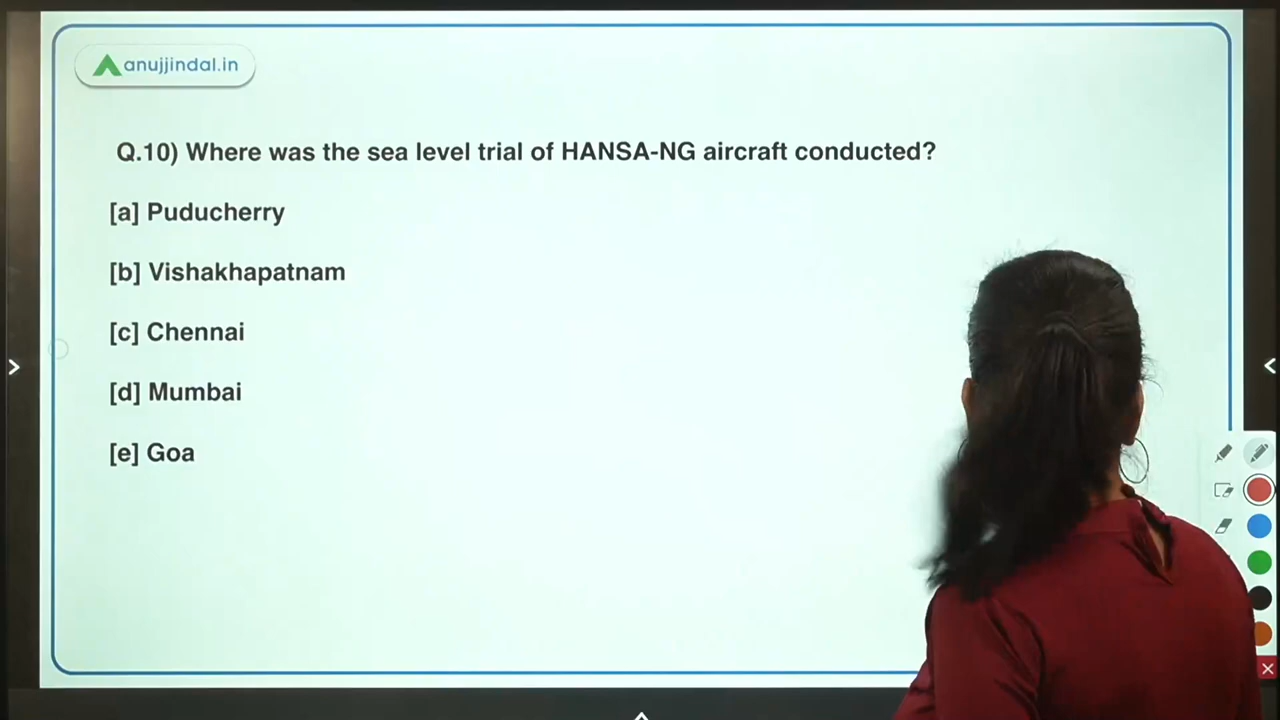 anujjindal.in
Q.10) Where was the sea level trial of HANSA-NG aircraft conducted?
[a] Puducherry
[b] Vishakhapatnam
[c] Chennai
[d] Mumbai
[e] Goa